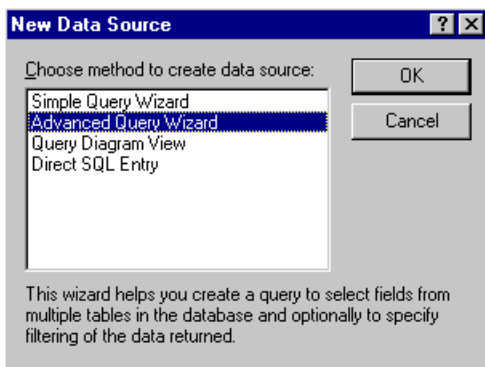 New Data Source
Choose method to create data source:
OK
Simple Query Wizard
Advanced Query Wizard
Cancel
Query Diagram View
Direct SQL Entry
This wizard helps you create a query to select fields from
multiple tables in the database and optionally to specify
filtering of the data returned.